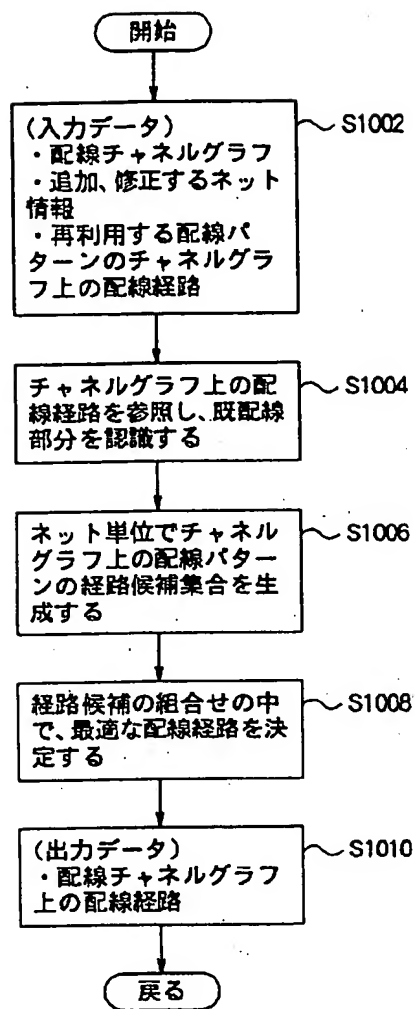 開始
(入力データ)
・配線チャネルグラフ
・追加、修正するネット
情報
・再利用する配線パ
ターンのチャネルグラ
フ上の配線経路
S1002
チャネルグラフ上の配
線経路を参照し、既配線
部分を認識する
S1004
ネット単位でチャネル
グラフ上の配線パター
ンの経路候補集合を生
成する
S1006
経路候補の組合せの中
で、最適な配線経路を決
定する
S1008
(出力データ)
・配線チャネルグラフ
上の配線経路
S1010
戻る